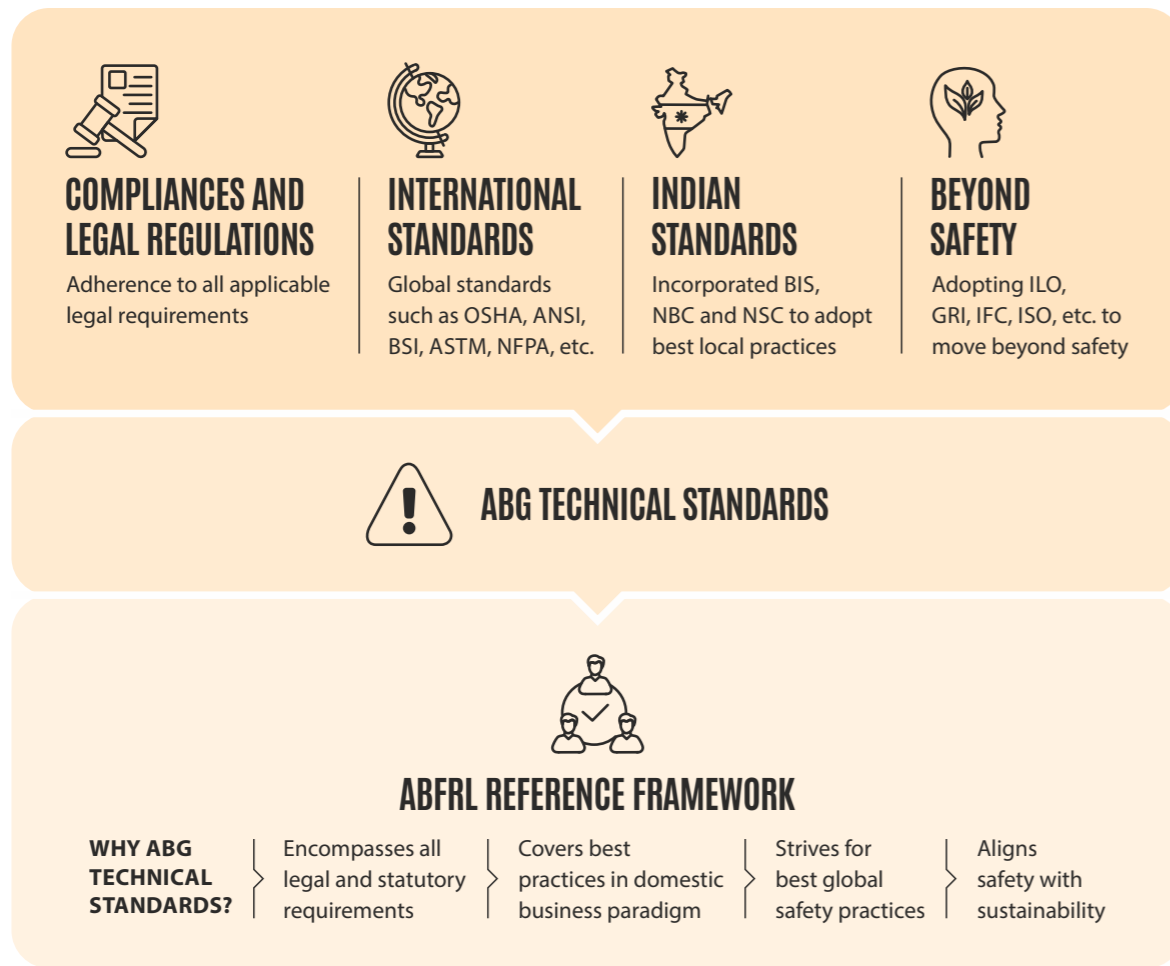 COMPLIANCES AND
LEGAL REGULATIONS
Adherence to all applicable
legal requirements
INTERNATIONAL
STANDARDS
Global standards
such as OSHA, ANSI,
BSI, ASTM, NFPA, etc.
INDIAN
STANDARDS
Incorporated BIS,
NBC and NSC to adopt
best local practices
BEYOND
SAFETY
Adopting ILO,
GRI, IFC, ISO, etc. to
move beyond safety
ABG TECHNICAL STANDARDS
ABFRL REFERENCE FRAMEWORK
WHY ABG
TECHNICAL
STANDARDS?
Encompasses all
legal and statutory
requirements
Covers best
practices in domestic
business paradigm
Strives for
best global
safety practices
Aligns
safety with
sustainability